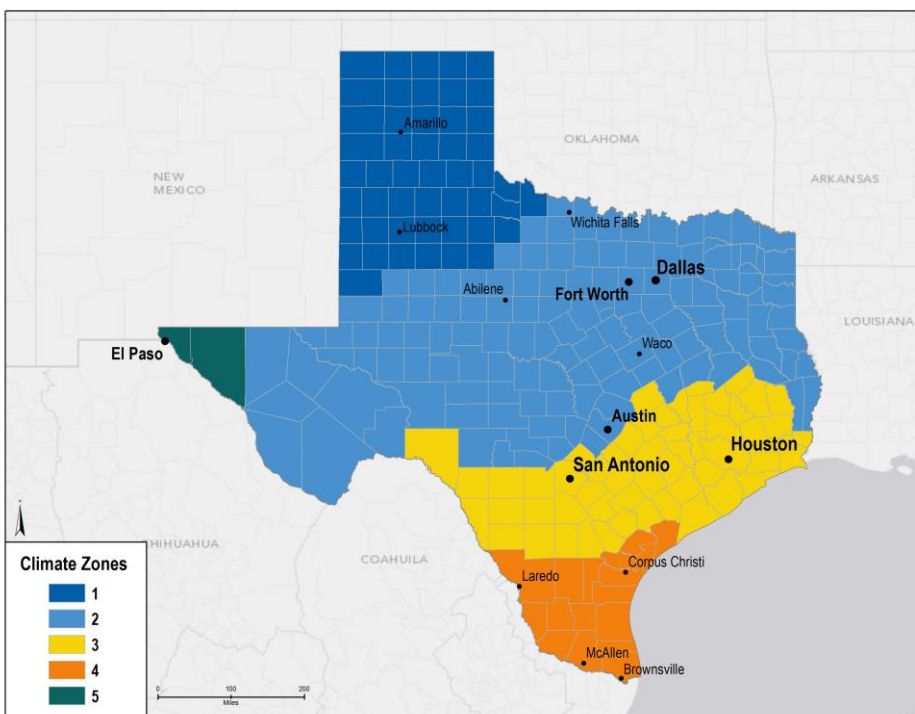 OKLAHOMA
ARKANSAS
NEW
MEXICO
LOUISIANA
CHIHUAHUA
COAHUILA
Amarillo
Lubbock
Wichita Falls
Abilene
Dallas
Fort Worth
Waco
El Paso
Austin
San Antonio
Houston
Laredo
Corpus Christi
McAllen
Brownsville
Climate Zones
1
2
3
4
5
0 100 200
Miles